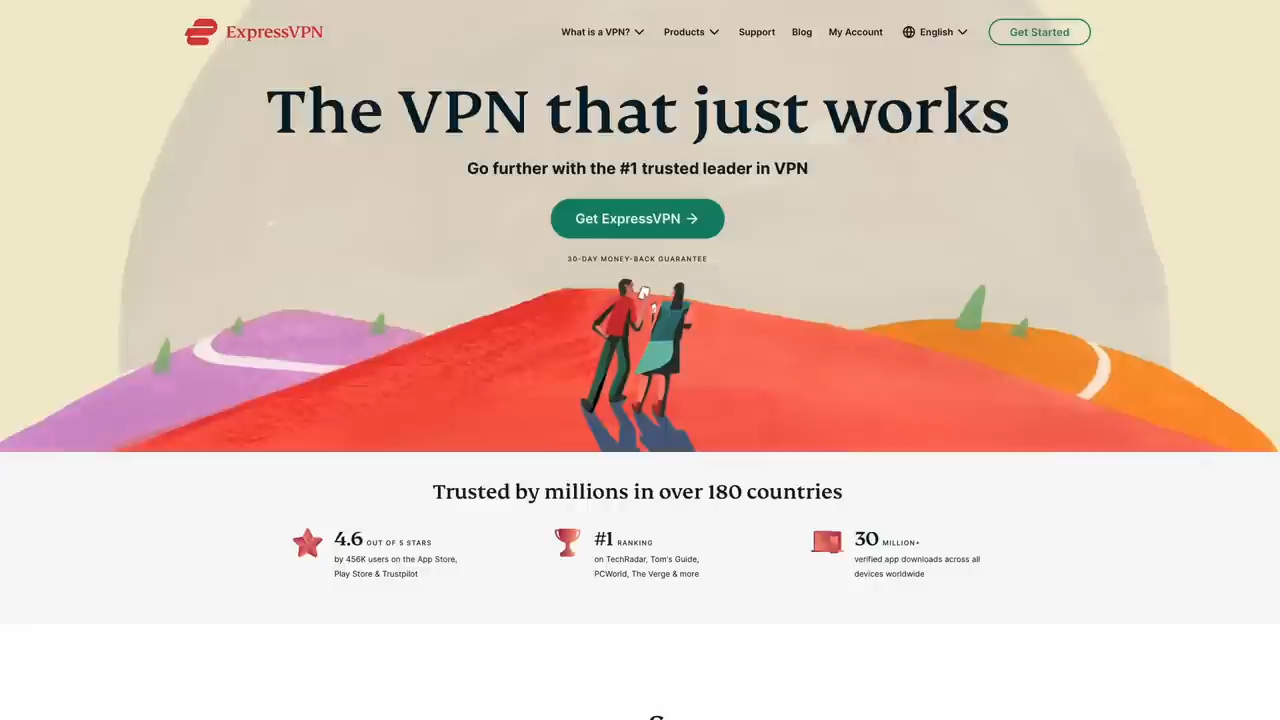 ExpressVPN
What is a VPN?
Products
Support
Blog
My Account
English
Get Started
The VPN that just works
Go further with the #1 trusted leader in VPN
Get ExpressVPN →
30-DAY MONEY-BACK GUARANTEE
Trusted by millions in over 180 countries
4.6 OUT OF 5 STARS
by 456K users on the App Store,
Play Store & Trustpilot
#1 RANKING
on TechRadar, Tom's Guide,
PCWorld, The Verge & more
30 MILLION+
verified app downloads across all
devices worldwide